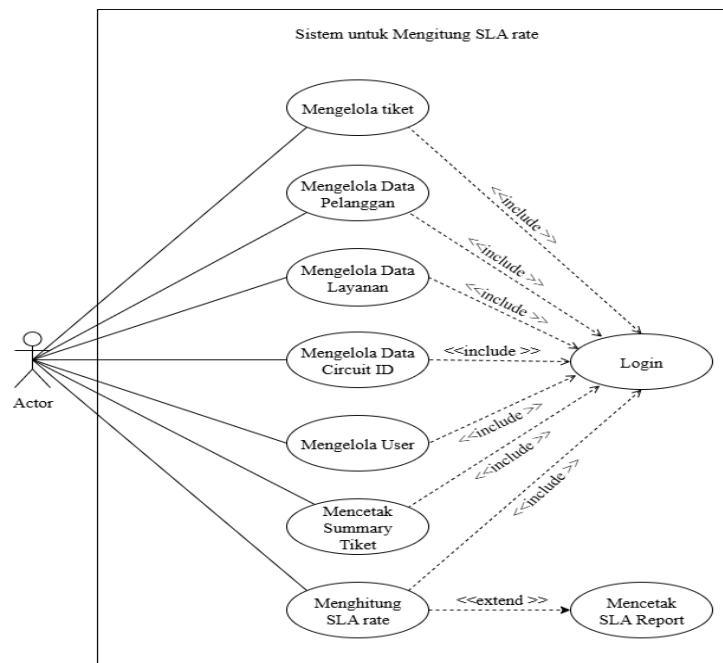 Sistem untuk Mengitung SLA rate
Mengelola tiket
<<include >>
Mengelola Data
Pelanggan
<<include >>
Mengelola Data
Layanan
<<include >>
Mengelola Data
Circuit ID
<<include >>
Login
Actor
Mengelola User
<<include >>
Mencetak
Summary
Tiket
<<include >>
<<include >>
Menghitung
SLA rate
<<extend >>
Mencetak
SLA Report